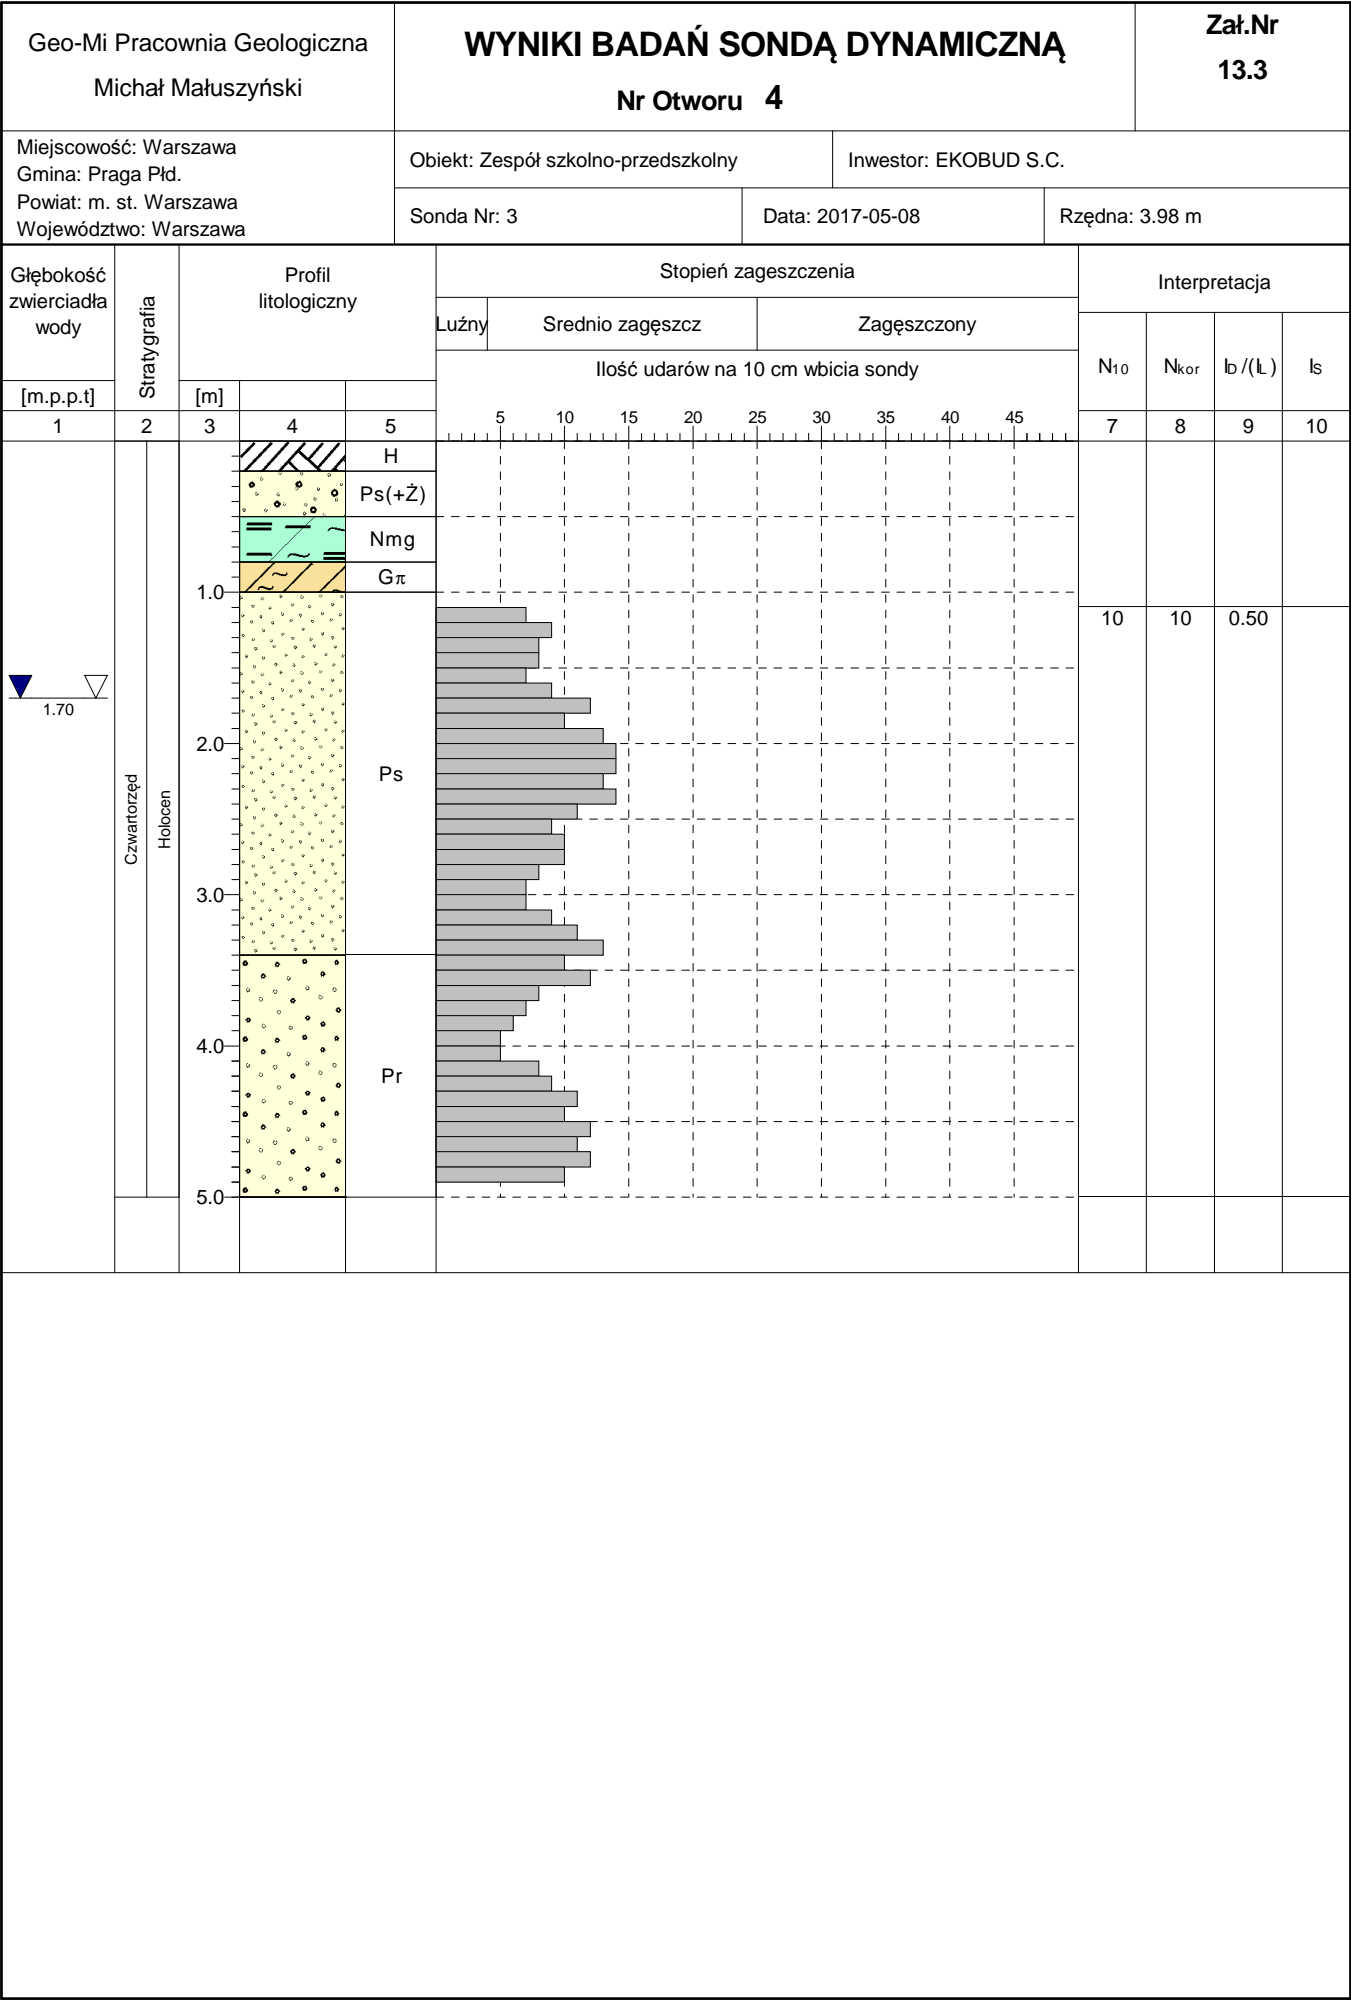 Geo-Mi Pracownia Geologiczna
Michał Małuszyński
WYNIKI BADAŃ SONDĄ DYNAMICZNĄ
Nr Otworu 4
Zał.Nr
13.3
Miejscowość: Warszawa
Gmina: Praga Płd.
Powiat: m. st. Warszawa
Województwo: Warszawa
Obiekt: Zespół szkolno-przedszkolny
Inwestor: EKOBUD S.C.
Sonda Nr: 3
Data: 2017-05-08
Rzędna: 3.98 m
Głębokość
zwierciadła
wody
[m.p.p.t]
Stratygrafia
Profil
litologiczny
[m]
Stopień zageszczenia
Luźny
Srednio zagęszcz
Zagęszczony
Ilość udarów na 10 cm wbicia sondy
5 10 15 20 25 30 35 40 45
Interpretacja
N10
Nkor
ID /(IL)
IS
1 2 3 4 5 7 8 9 10
H
Ps(+Ż)
Nmg
Gπ
1.0
10 10 0.50
1.70
2.0
Ps
Czwartorzęd
Holocen
3.0
4.0
Pr
5.0